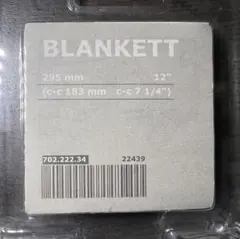 BLANKETT
295 mm 12"
(c-c 183 mm c-c 7 1/4")
702.222.34 22439